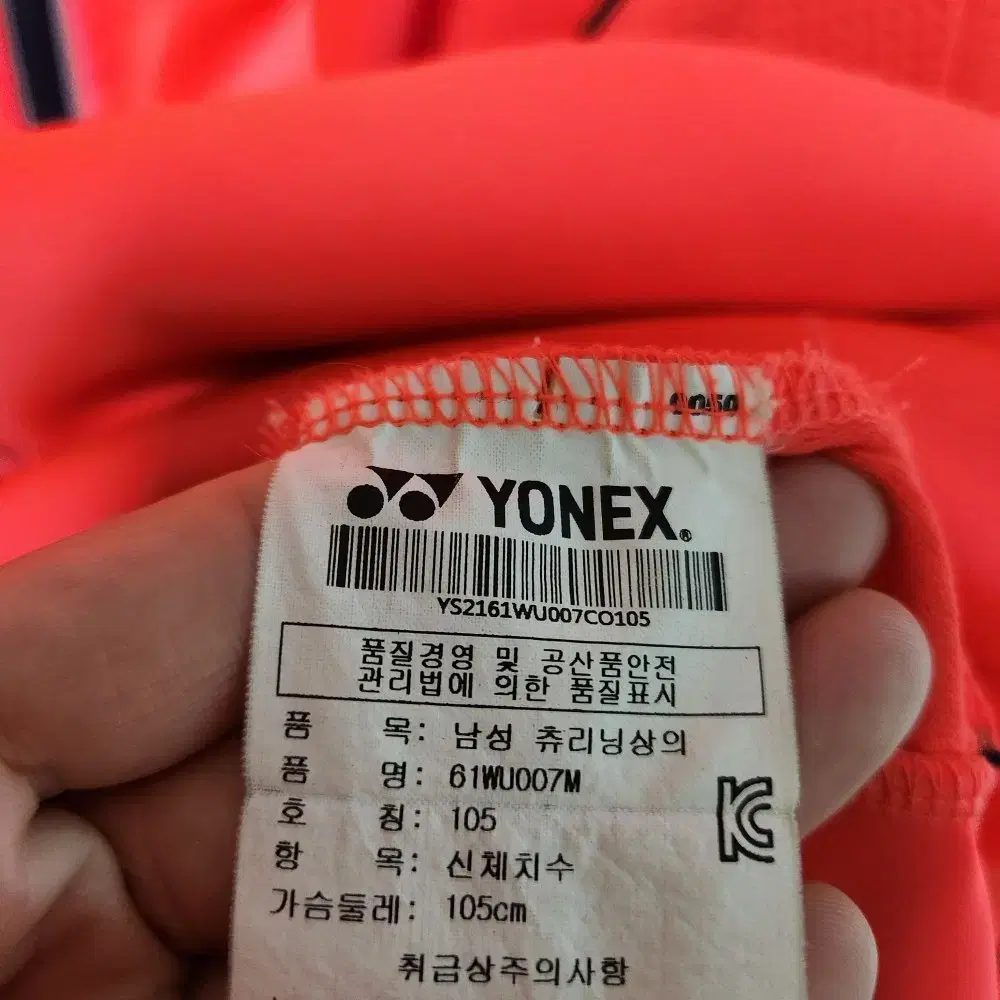 YONEX®
YS2161WU007CO105
품질경영 및 공산품안전
관리법에 의한 품질표시
품 목: 남성 츄리닝상의
품 명: 61WU007M
호 칭: 105
항 목: 신체치수
가슴둘레: 105cm
취급상주의사항